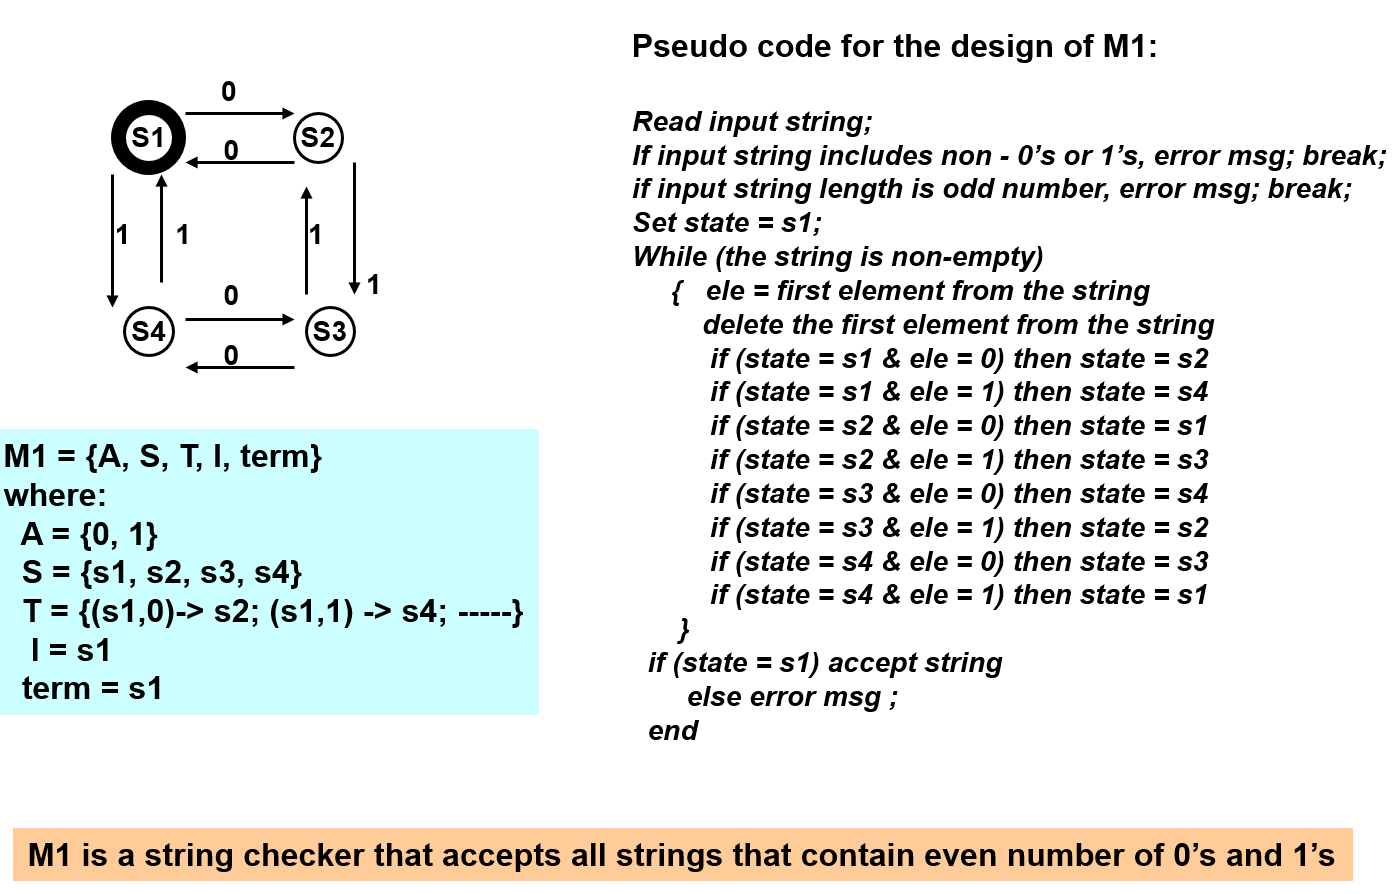 0
S1
S2
0
1
1
1
1
0
S4
S3
0
M1 = {A, S, T, I, term}
where:
A = {0, 1}
S = {s1, s2, s3, s4}
T = {(s1,0)-> s2; (s1,1) -> s4; -----}
I = s1
term = s1
Pseudo code for the design of M1:
Read input string;
If input string includes non - 0’s or 1’s, error msg; break;
if input string length is odd number, error msg; break;
Set state = s1;
While (the string is non-empty)
{ ele = first element from the string
delete the first element from the string
if (state = s1 & ele = 0) then state = s2
if (state = s1 & ele = 1) then state = s4
if (state = s2 & ele = 0) then state = s1
if (state = s2 & ele = 1) then state = s3
if (state = s3 & ele = 0) then state = s4
if (state = s3 & ele = 1) then state = s2
if (state = s4 & ele = 0) then state = s3
if (state = s4 & ele = 1) then state = s1
}
if (state = s1) accept string
else error msg ;
end
M1 is a string checker that accepts all strings that contain even number of 0’s and 1’s